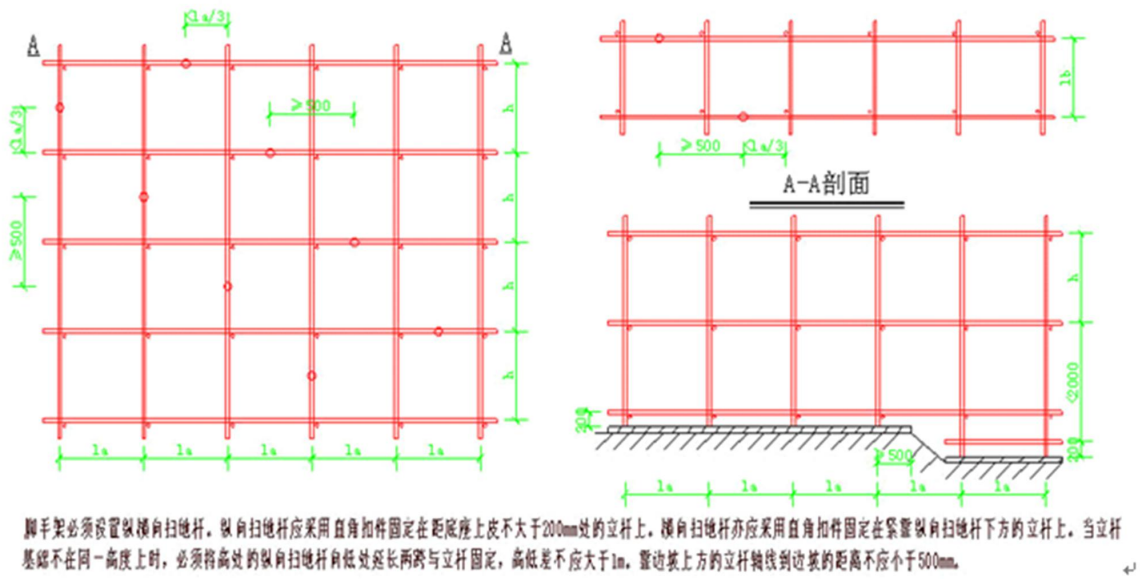 <la/3
A
A
≥500
<la/3
≥500
h
h
h
h
la
la
la
la
la
lb
≥500
<la/3
A-A剖面
h
<2000
200
200
≥500
la
la
la
la
la
脚手架必须设置纵横向扫地杆。纵向扫地杆应采用直角扣件固定在距底座上皮不大于200mm处的立杆上。横向扫地杆亦应采用直角扣件固定在紧靠纵向扫地杆下方的立杆上。当立杆
基础不在同一高度上时，必须将高处的纵向扫地杆向低处延长两跨与立杆固定，高低差不应大于1m。靠边坡上方的立杆轴线到边坡的距离不应小于500mm。